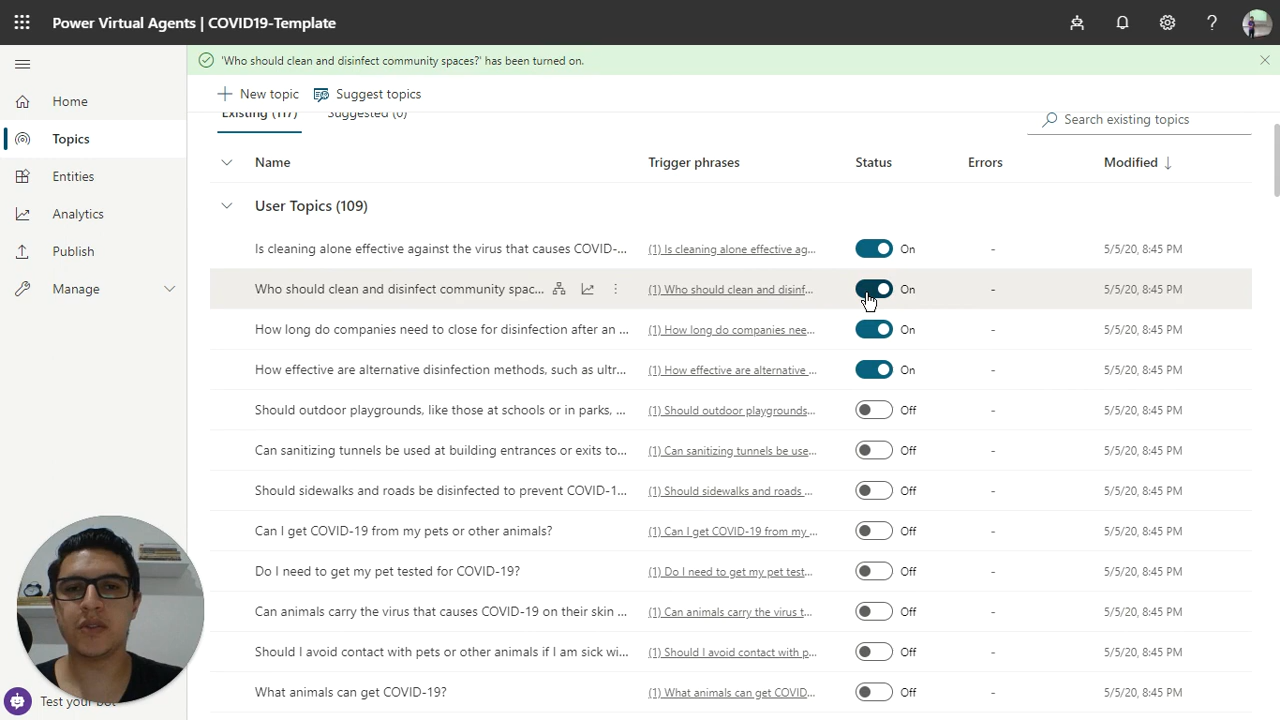 Power Virtual Agents | COVID19-Template
'Who should clean and disinfect community spaces?' has been turned on.
Home
Topics
Entities
Analytics
Publish
Manage
Test your bot
New topic
Suggest topics
Existing (117)
Suggested (0)
Search existing topics
Name Trigger phrases Status Errors Modified
User Topics (109)
Is cleaning alone effective against the virus that causes COVID-... (1) Is cleaning alone effective ag... On - 5/5/20, 8:45 PM
Who should clean and disinfect community spac... (1) Who should clean and disinf... On - 5/5/20, 8:45 PM
How long do companies need to close for disinfection after an ... (1) How long do companies nee... On - 5/5/20, 8:45 PM
How effective are alternative disinfection methods, such as ultr... (1) How effective are alternative ... On - 5/5/20, 8:45 PM
Should outdoor playgrounds, like those at schools or in parks, ... (1) Should outdoor playgrounds... Off - 5/5/20, 8:45 PM
Can sanitizing tunnels be used at building entrances or exits to... (1) Can sanitizing tunnels be use... Off - 5/5/20, 8:45 PM
Should sidewalks and roads be disinfected to prevent COVID-1... (1) Should sidewalks and roads ... Off - 5/5/20, 8:45 PM
Can I get COVID-19 from my pets or other animals? (1) Can I get COVID-19 from my ... Off - 5/5/20, 8:45 PM
Do I need to get my pet tested for COVID-19? (1) Do I need to get my pet test... Off - 5/5/20, 8:45 PM
Can animals carry the virus that causes COVID-19 on their skin ... (1) Can animals carry the virus t... Off - 5/5/20, 8:45 PM
Should I avoid contact with pets or other animals if I am sick wi... (1) Should I avoid contact with p... Off - 5/5/20, 8:45 PM
What animals can get COVID-19? (1) What animals can get COVID... Off - 5/5/20, 8:45 PM